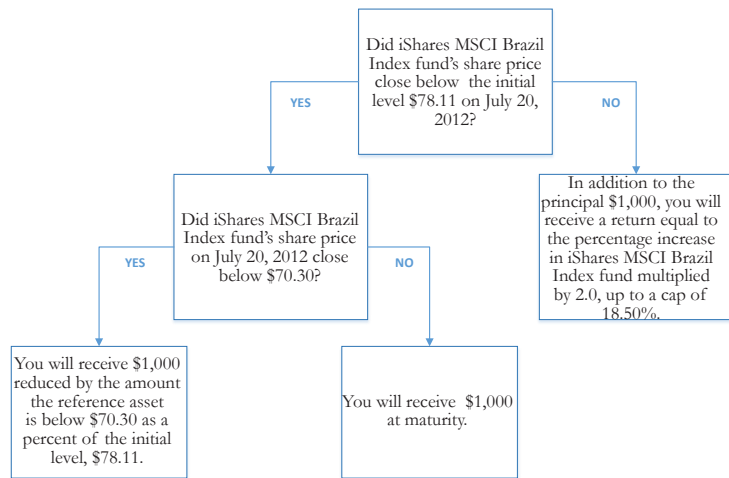 Did iShares MSCI Brazil
Index fund's share price
close below the initial
level $78.11 on July 20,
2012?
YES
NO
Did iShares MSCI Brazil
Index fund's share price
on July 20, 2012 close
below $70.30?
In addition to the
principal $1,000, you will
receive a return equal to
the percentage increase
in iShares MSCI Brazil
Index fund multiplied
by 2.0, up to a cap of
18.50%.
YES
NO
You will receive $1,000
reduced by the amount
the reference asset
is below $70.30 as a
percent of the initial
level, $78.11.
You will receive $1,000
at maturity.